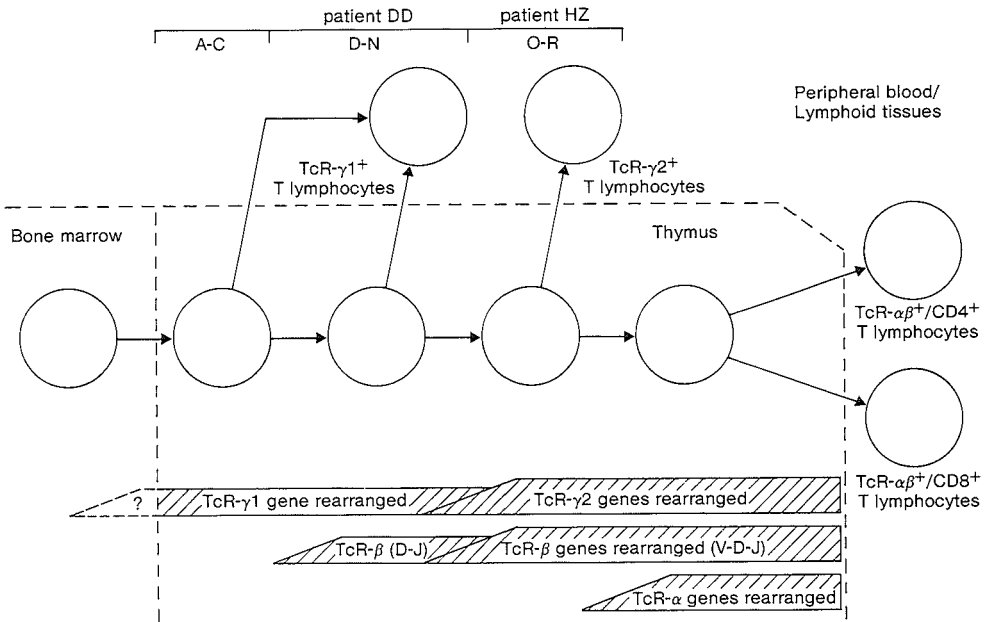 patient DD
patient HZ
A-C
D-N
O-R
Peripheral blood/
Lymphoid tissues
TcR-γ1⁺
T lymphocytes
TcR-γ2⁺
T lymphocytes
Bone marrow
Thymus
TcR-αβ⁺/CD4⁺
T lymphocytes
TcR-αβ⁺/CD8⁺
T lymphocytes
?
TcR-γ1 gene rearranged
TcR-γ2 genes rearranged
TcR-β (D-J)
TcR-β genes rearranged (V-D-J)
TcR-α genes rearranged